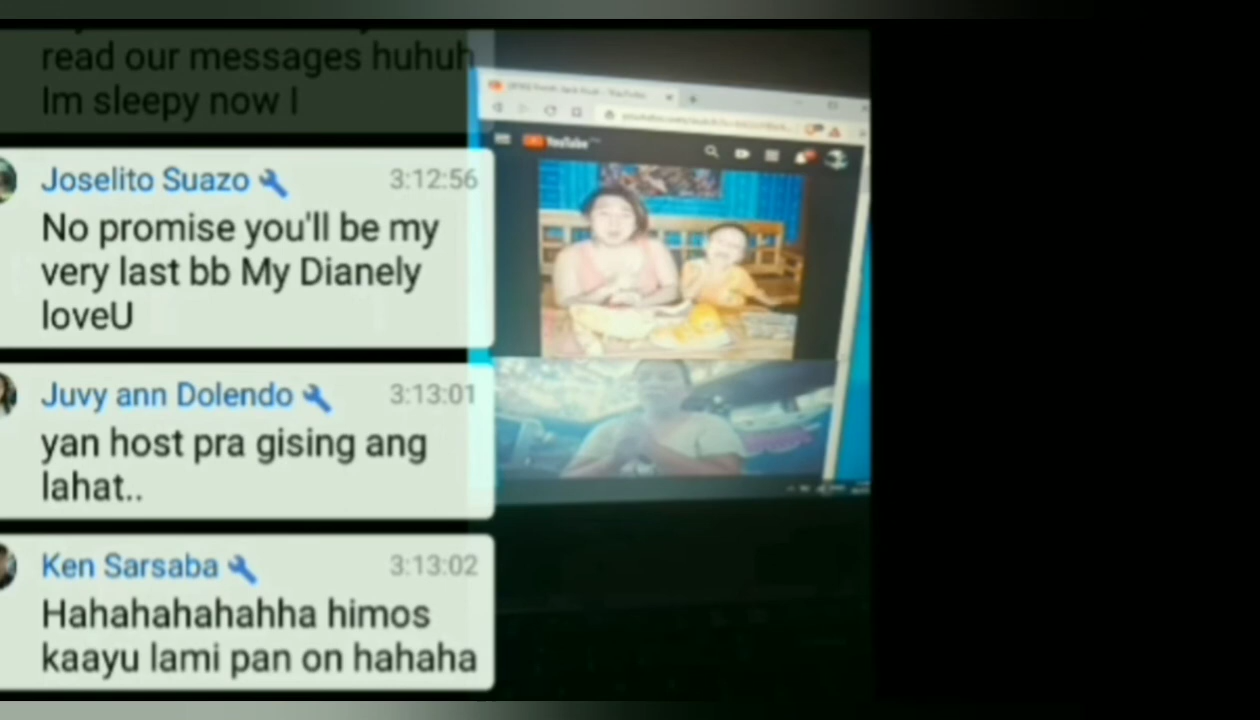 read our messages huhuh
Im sleepy now I
Joselito Suazo 3:12:56
No promise you'll be my
very last bb My Dianely
loveU
Juvy ann Dolendo 3:13:01
yan host pra gising ang
lahat..
Ken Sarsaba 3:13:02
Hahahahahahha himos
kaayu lami pan on hahaha
YouTube